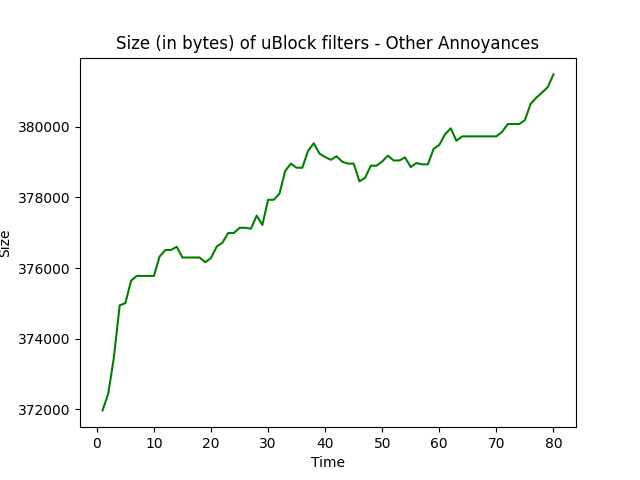 Size (in bytes) of uBlock filters - Other Annoyances
380000
378000
376000
374000
372000
Size
0 10 20 30 40 50 60 70 80
Time